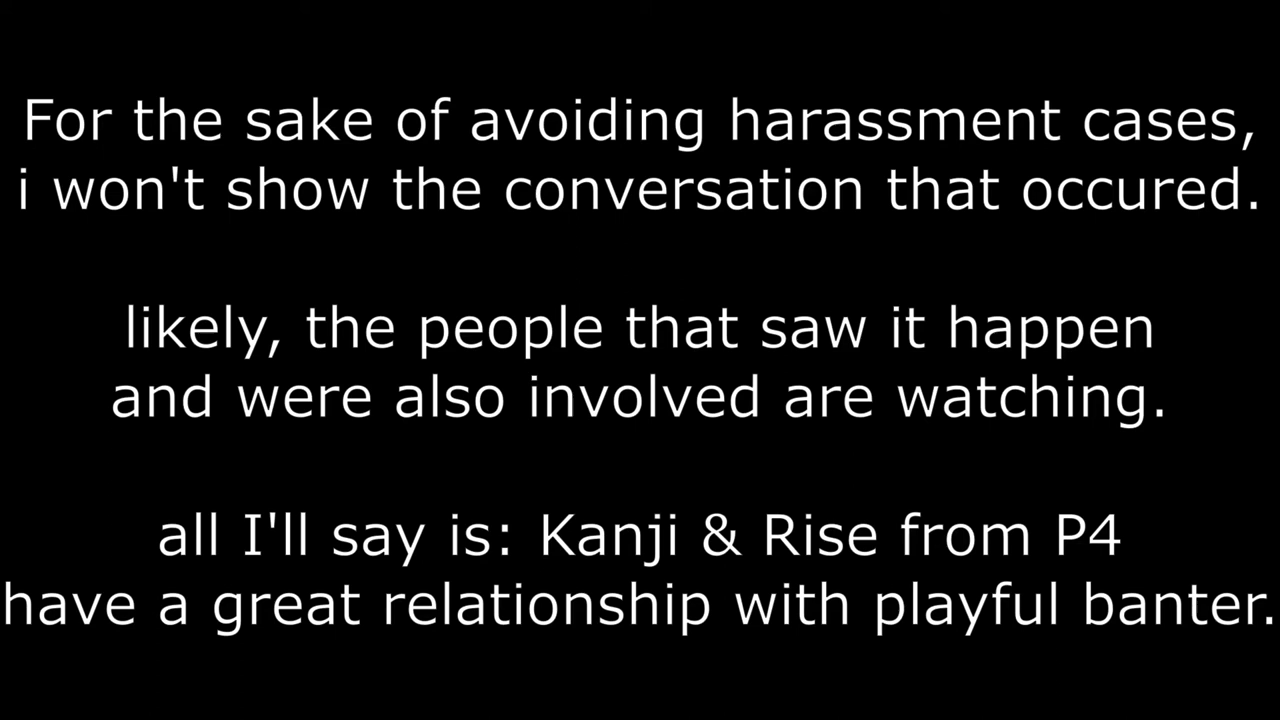 For the sake of avoiding harassment cases,
i won't show the conversation that occured.
likely, the people that saw it happen
and were also involved are watching.
all I'll say is: Kanji & Rise from P4
have a great relationship with playful banter.